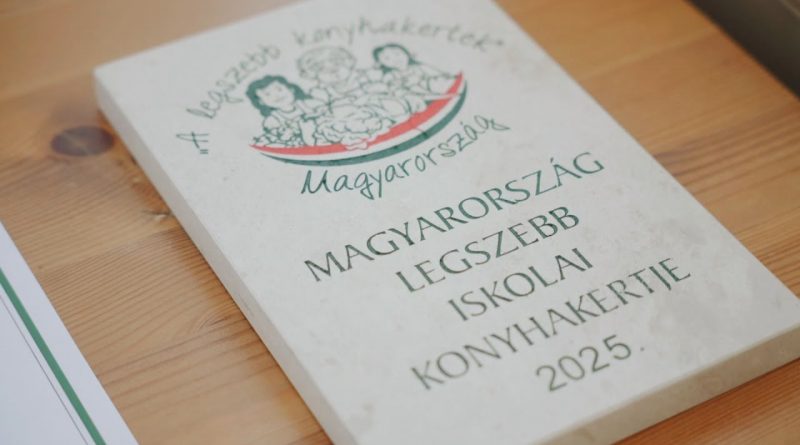 „A legszebb konyhakertek"
Magyarország
MAGYARORSZÁG
LEGSZEBB
ISKOLAI
KONYHAKERTJE
2025.